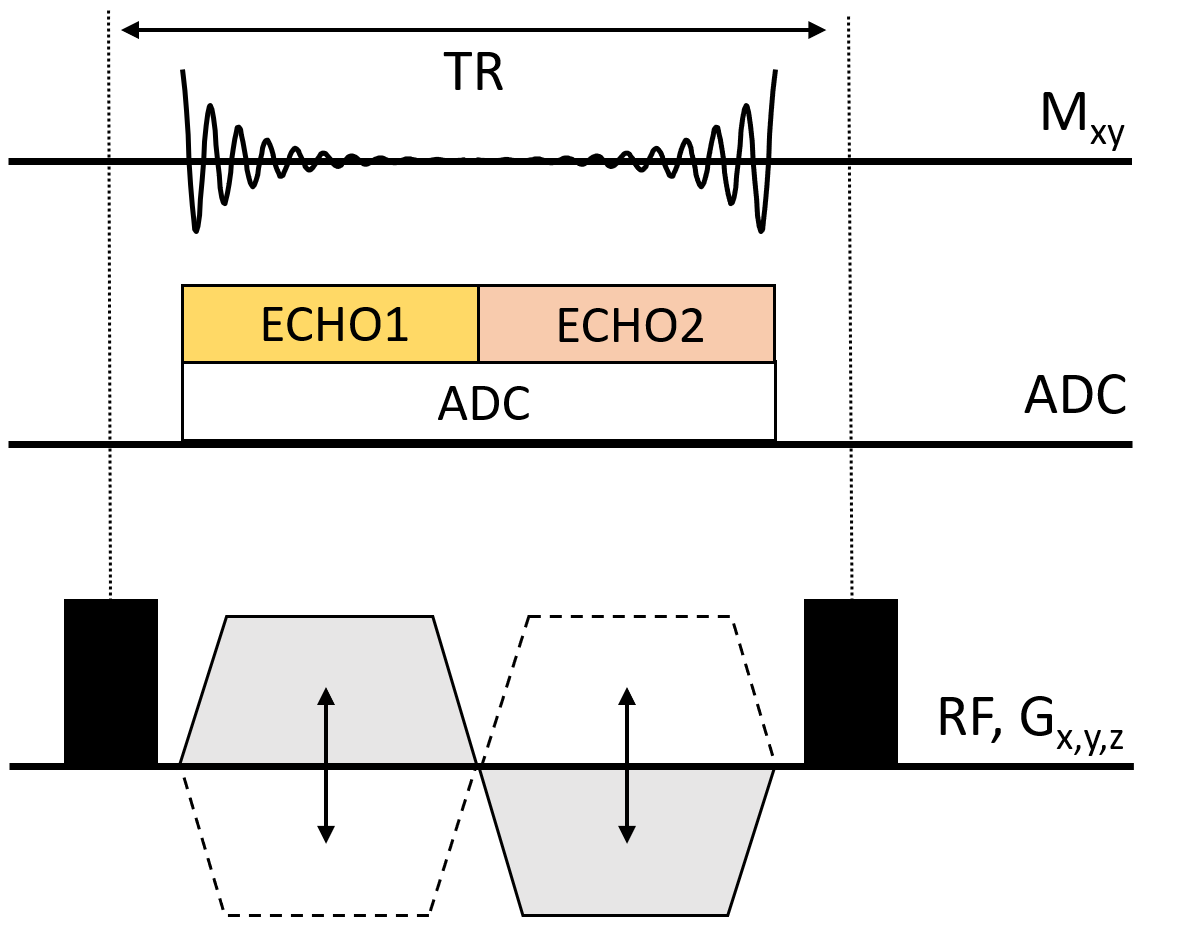 TR
Mxy
ECHO1 ECHO2
ADC
ADC
RF, Gx,y,z